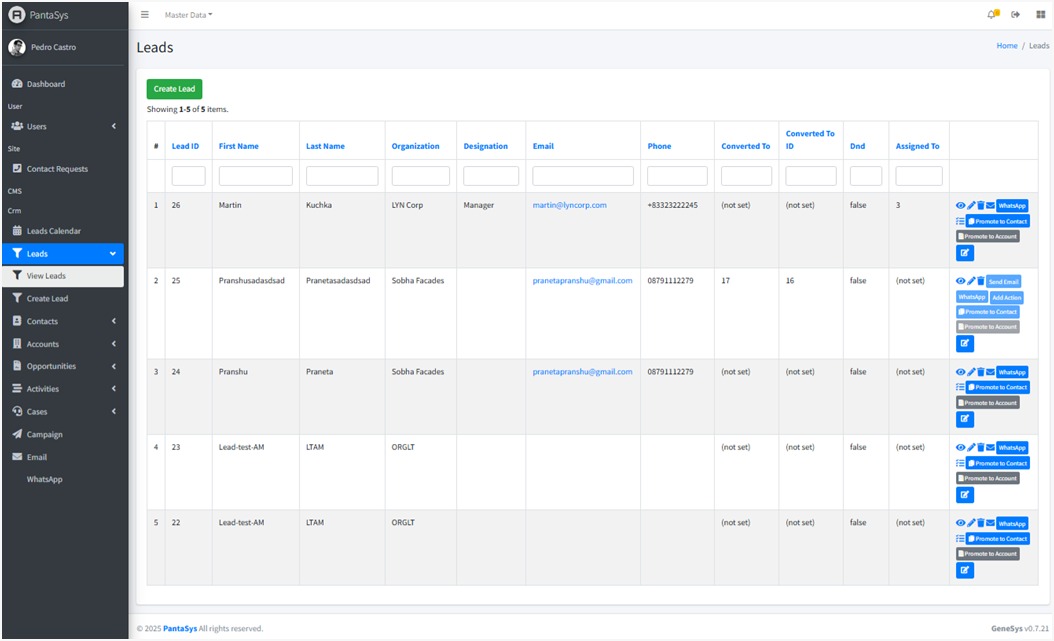 PantaSys
Master Data
Pedro Castro
Dashboard
User
Users
Site
Contact Requests
CMS
Crm
Leads Calendar
Leads
View Leads
Create Lead
Contacts
Accounts
Opportunities
Activities
Cases
Campaign
Email
WhatsApp
Leads
Home / Leads
Create Lead
Showing 1-5 of 5 items.
# Lead ID First Name Last Name Organization Designation Email Phone Converted To Converted To ID Dnd Assigned To
1 26 Martin Kuchka LYN Corp Manager martin@lyncorp.com +83323222245 (not set) (not set) false 3
WhatsApp
Promote to Contact
Promote to Account
2 25 Pranshusadasdsad Pranetasadasdsad Sobha Facades pranetapranshu@gmail.com 08791112279 17 16 false (not set)
Send Email
WhatsApp Add Action
Promote to Contact
Promote to Account
3 24 Pranshu Praneta Sobha Facades pranetapranshu@gmail.com 08791112279 (not set) (not set) false (not set)
WhatsApp
Promote to Contact
Promote to Account
4 23 Lead-test-AM LTAM ORGLT (not set) (not set) false (not set)
WhatsApp
Promote to Contact
Promote to Account
5 22 Lead-test-AM LTAM ORGLT (not set) (not set) false (not set)
WhatsApp
Promote to Contact
Promote to Account
© 2025 PantaSys All rights reserved.
GeneSys v0.7.21